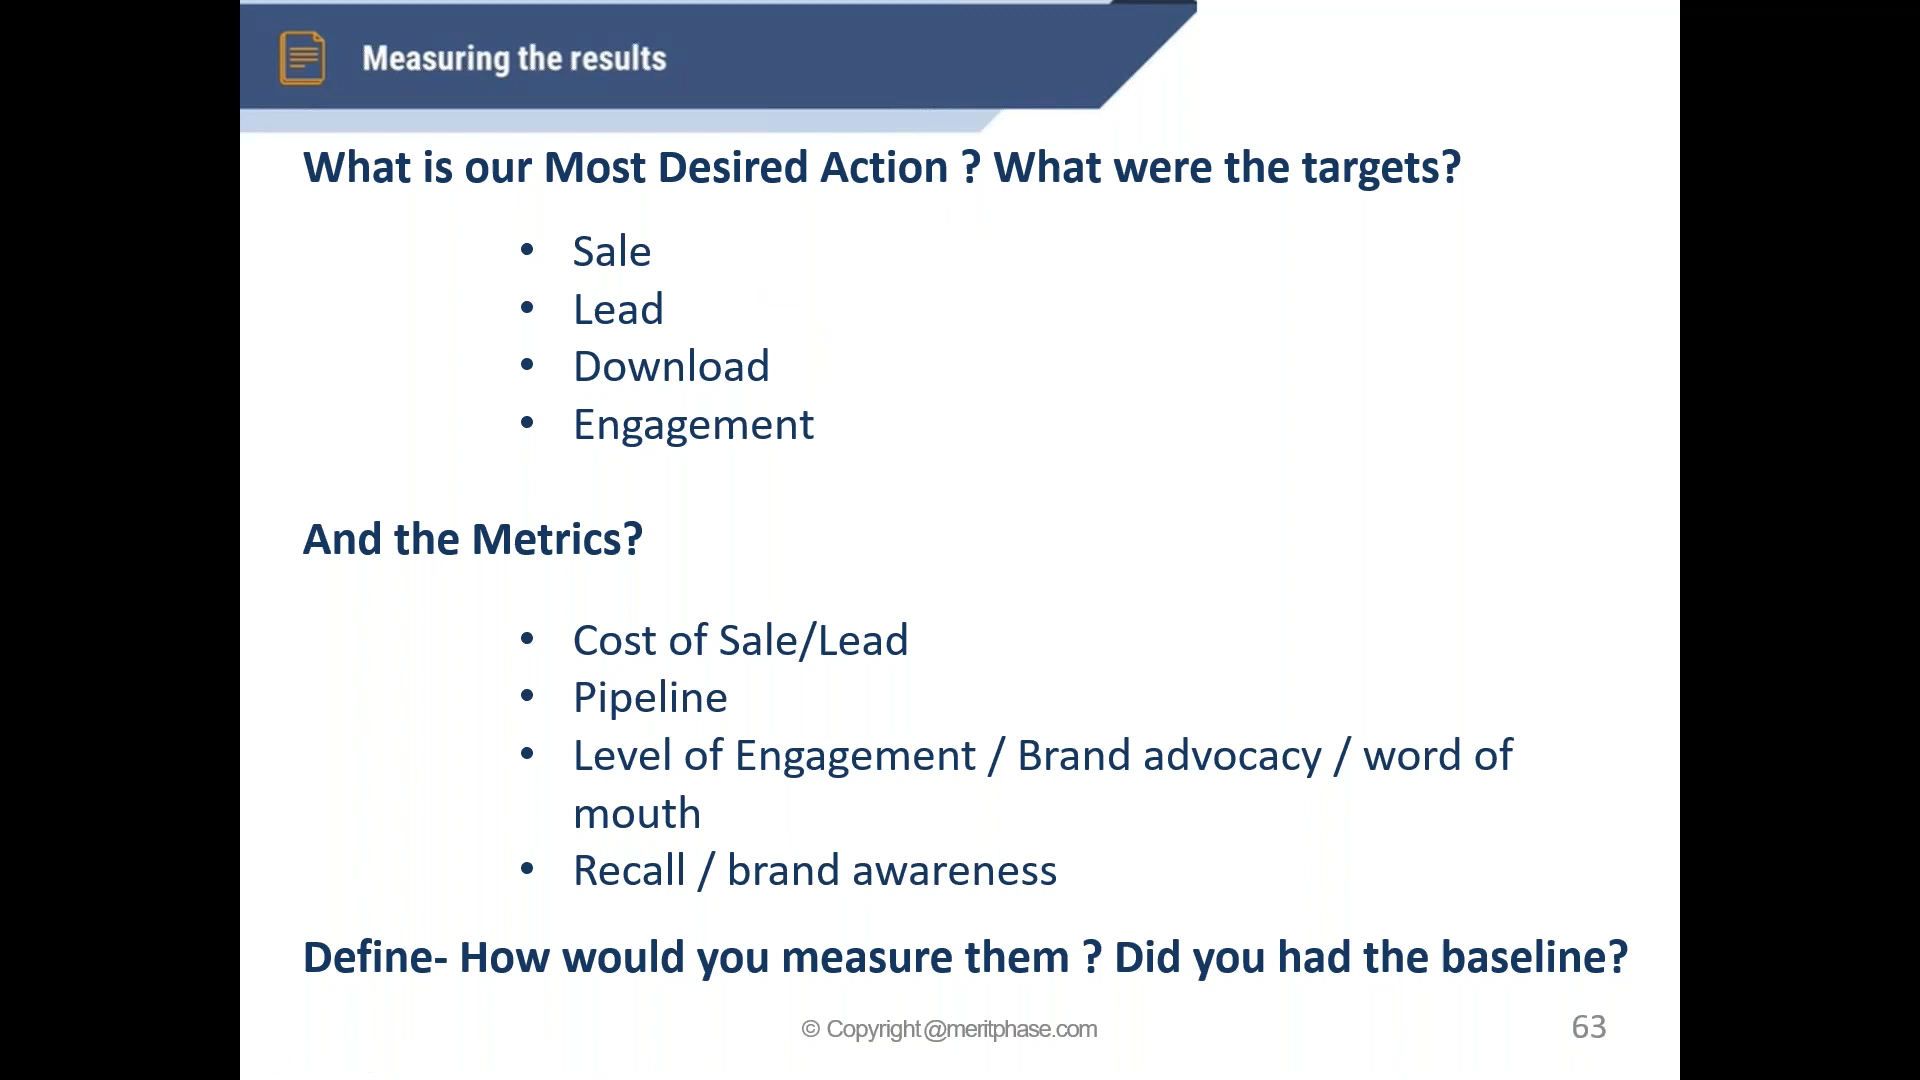 Measuring the results
What is our Most Desired Action ? What were the targets?
• Sale
• Lead
• Download
• Engagement
And the Metrics?
• Cost of Sale/Lead
• Pipeline
• Level of Engagement / Brand advocacy / word of
mouth
• Recall / brand awareness
Define- How would you measure them ? Did you had the baseline?
© Copyright @meritphase.com
63